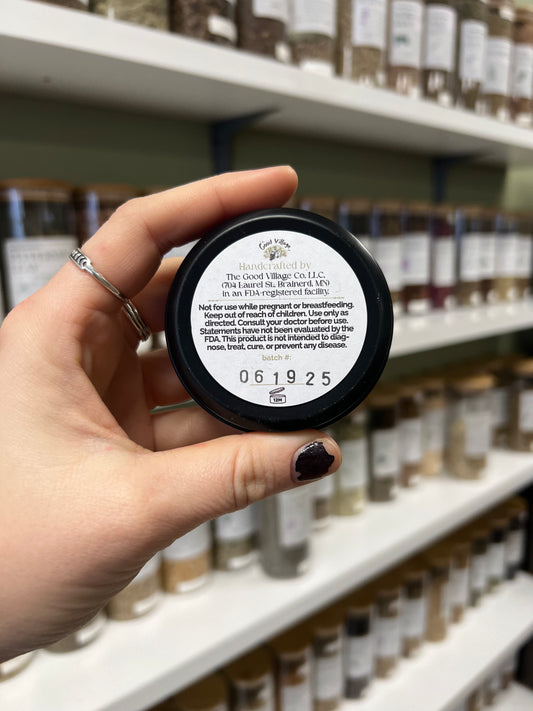 Good Village
Handcrafted by
The Good Village Co. L.L.C.
(704 Laurel St. Brainerd, MN)
in an FDA-registered facility.
Not for use while pregnant or breastfeeding.
Keep out of reach of children. Use only as
directed. Consult your doctor before use.
Statements have not been evaluated by the
FDA. This product is not intended to diag-
nose, treat, cure, or prevent any disease.
batch #:
061925
12M